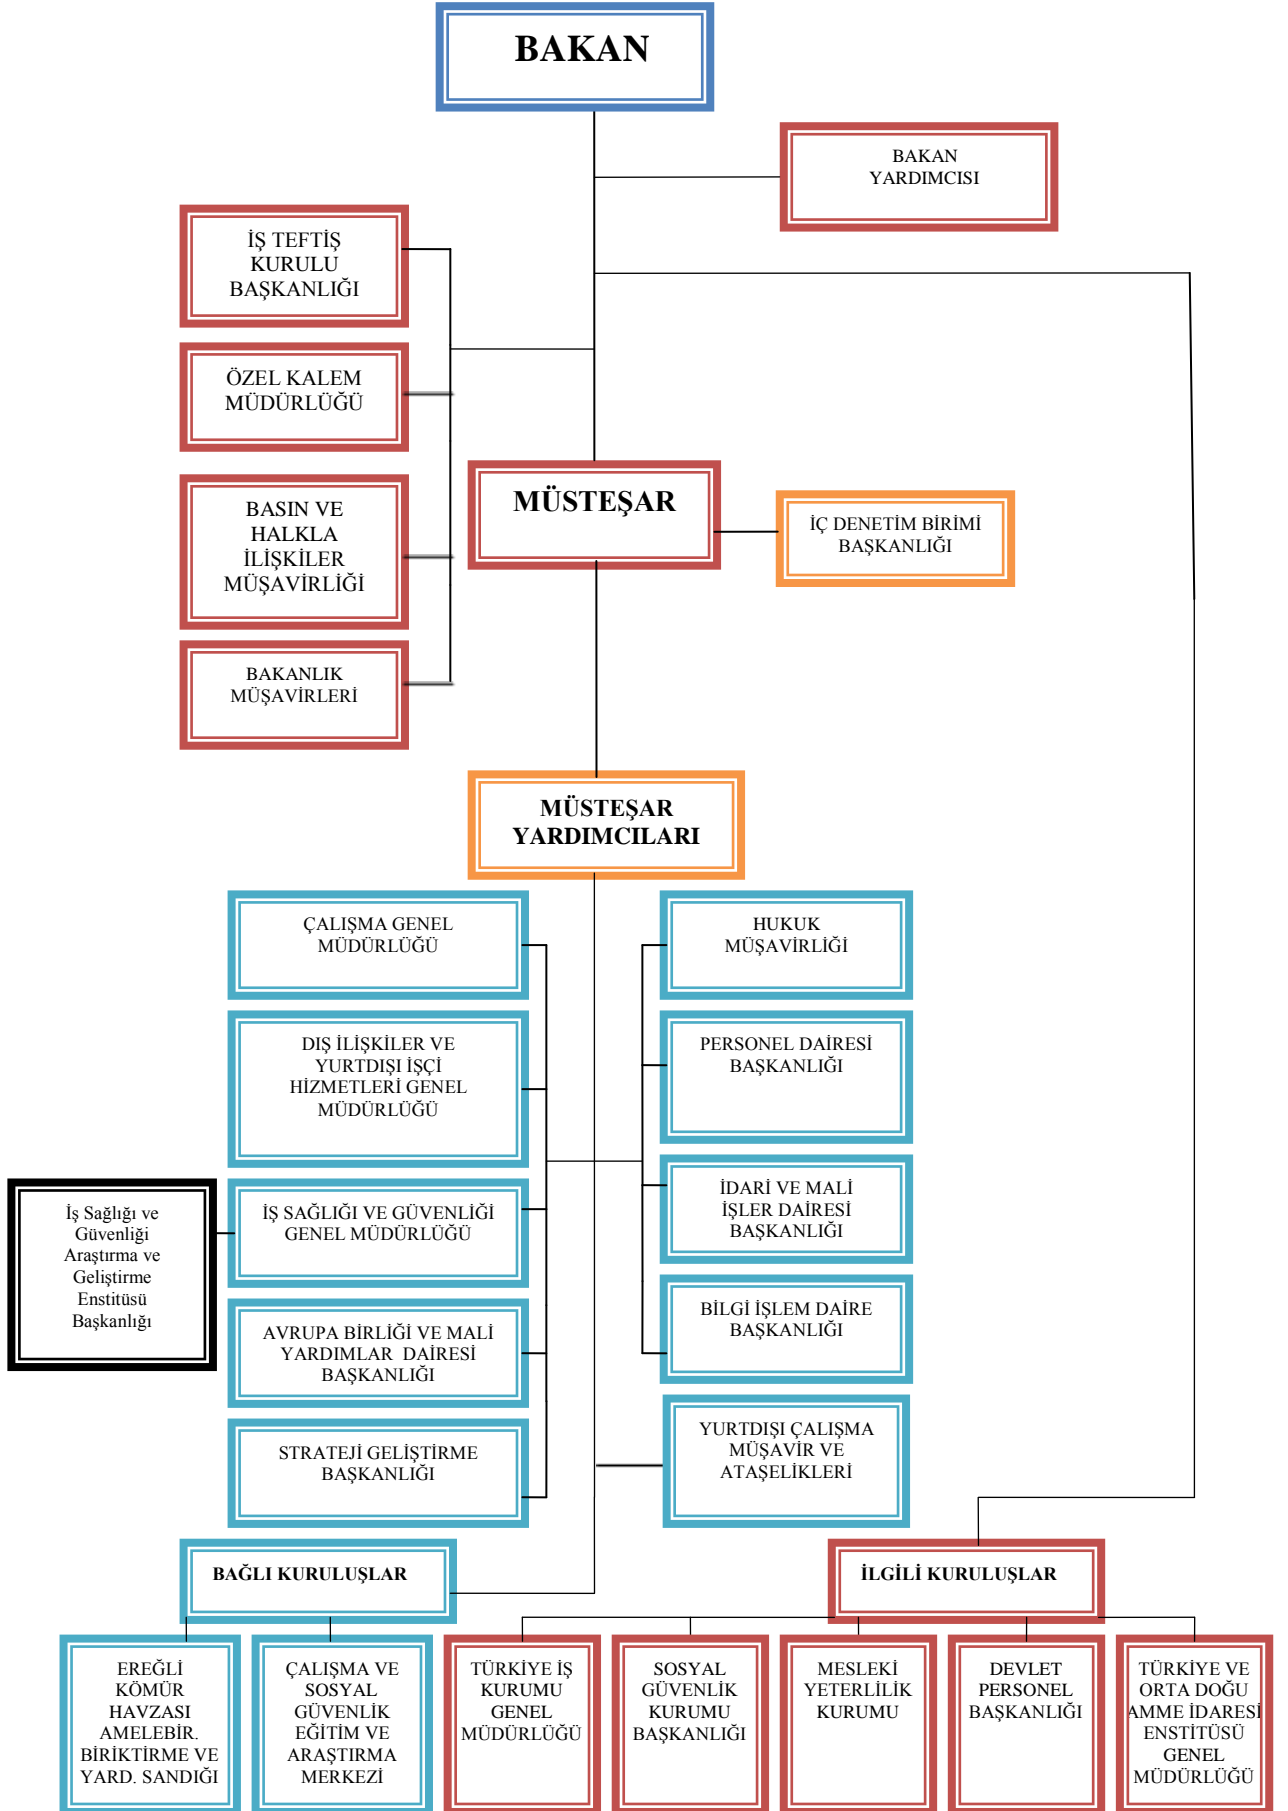 BAKAN
BAKAN
YARDIMCISI
İŞ TEFTİŞ
KURULU
BAŞKANLIĞI
ÖZEL KALEM
MÜDÜRLÜĞÜ
BASIN VE
HALKLA
İLİŞKİLER
MÜŞAVİRLİĞİ
BAKANLIK
MÜŞAVİRLERİ
MÜSTEŞAR
İÇ DENETİM BİRİMİ
BAŞKANLIĞI
MÜSTEŞAR
YARDIMCILARI
ÇALIŞMA GENEL
MÜDÜRLÜĞÜ
DIŞ İLİŞKİLER VE
YURTDIŞI İŞÇİ
HİZMETLERİ GENEL
MÜDÜRLÜĞÜ
İŞ SAĞLIĞI VE GÜVENLİĞİ
GENEL MÜDÜRLÜĞÜ
İş Sağlığı ve
Güvenliği
Araştırma ve
Geliştirme
Enstitüsü
Başkanlığı
AVRUPA BİRLİĞİ VE MALİ
YARDIMLAR DAİRESİ
BAŞKANLIĞI
STRATEJİ GELİŞTİRME
BAŞKANLIĞI
HUKUK
MÜŞAVİRLİĞİ
PERSONEL DAİRESİ
BAŞKANLIĞI
İDARİ VE MALİ
İŞLER DAİRESİ
BAŞKANLIĞI
BİLGİ İŞLEM DAİRE
BAŞKANLIĞI
YURTDIŞI ÇALIŞMA
MÜŞAVİR VE
ATAŞELİKLERİ
BAĞLI KURULUŞLAR
EREĞLİ
KÖMÜR
HAVZASI
AMELEBİR.
BİRİKTİRME VE
YARD. SANDIĞI
ÇALIŞMA VE
SOSYAL
GÜVENLİK
EĞİTİM VE
ARAŞTIRMA
MERKEZİ
İLGİLİ KURULUŞLAR
TÜRKİYE İŞ
KURUMU
GENEL
MÜDÜRLÜĞÜ
SOSYAL
GÜVENLİK
KURUMU
BAŞKANLIĞI
MESLEKİ
YETERLİLİK
KURUMU
DEVLET
PERSONEL
BAŞKANLIĞI
TÜRKİYE VE
ORTA DOĞU
AMME İDARESİ
ENSTİTÜSÜ
GENEL
MÜDÜRLÜĞÜ